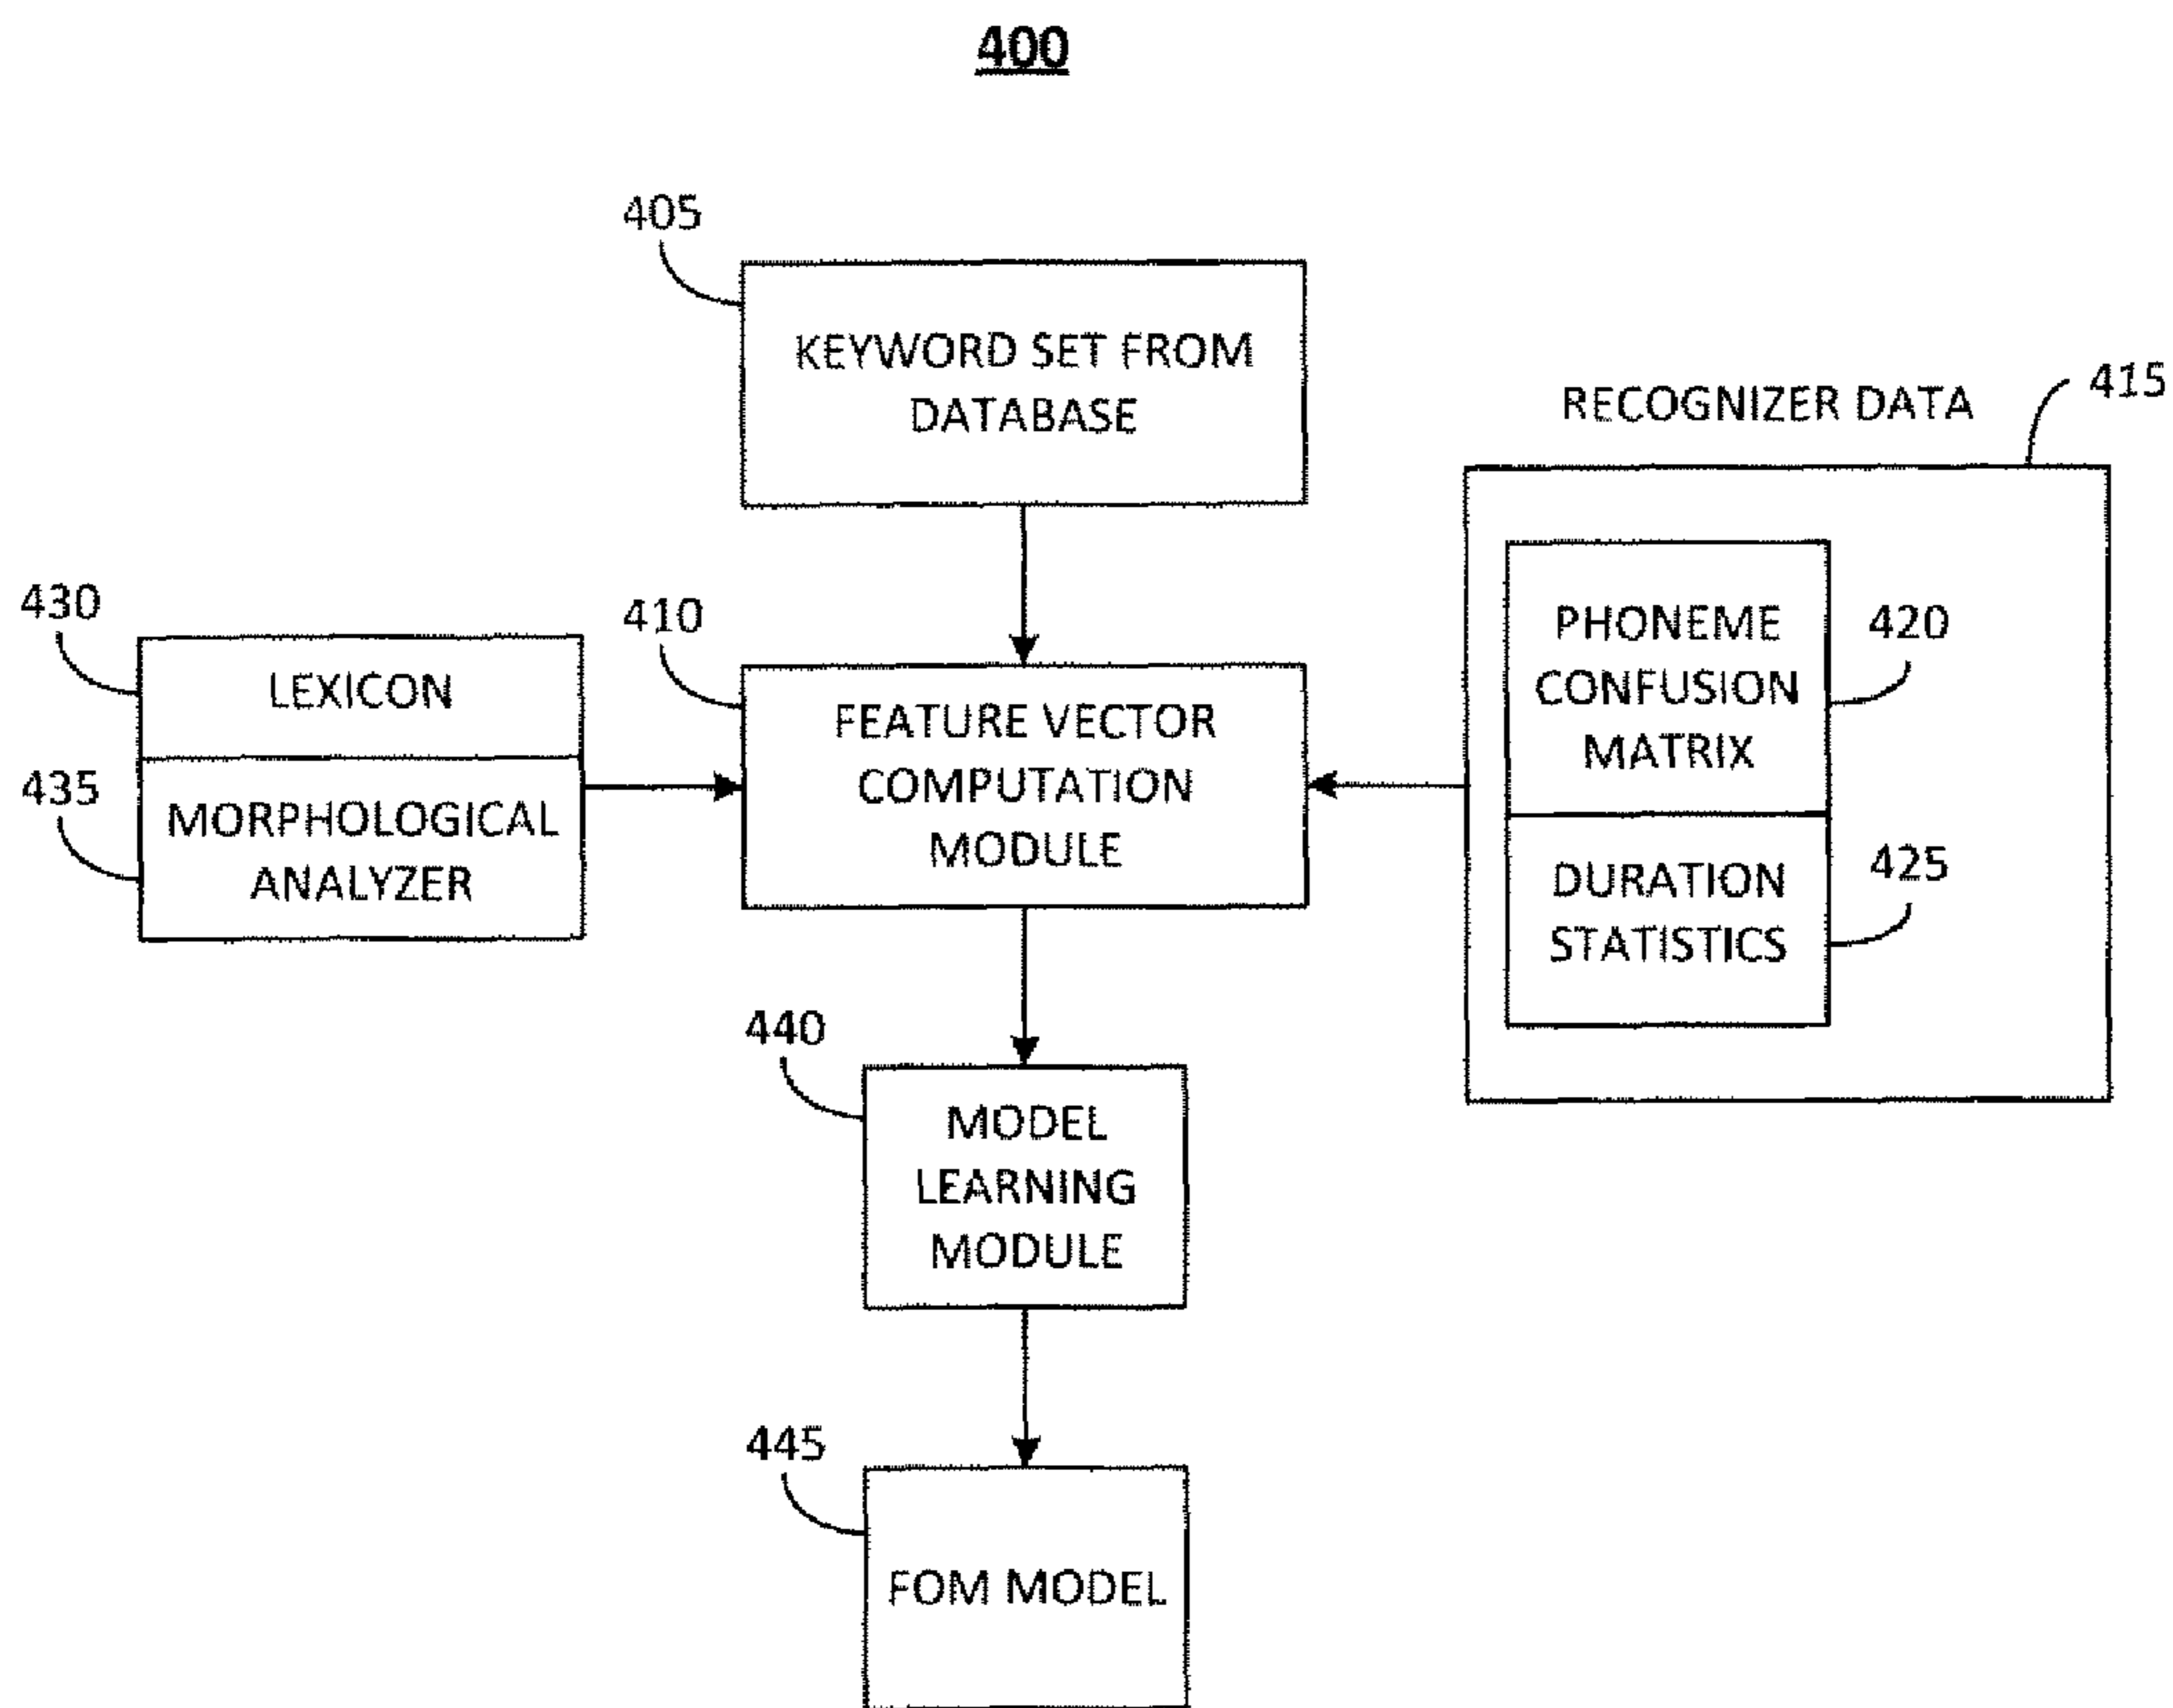 400
405
KEYWORD SET FROM
DATABASE
RECOGNIZER DATA
415
430
LEXICON
435
MORPHOLOGICAL
ANALYZER
410
FEATURE VECTOR
COMPUTATION
MODULE
PHONEME
CONFUSION
MATRIX
420
DURATION
STATISTICS
425
440
MODEL
LEARNING
MODULE
445
FOM MODEL